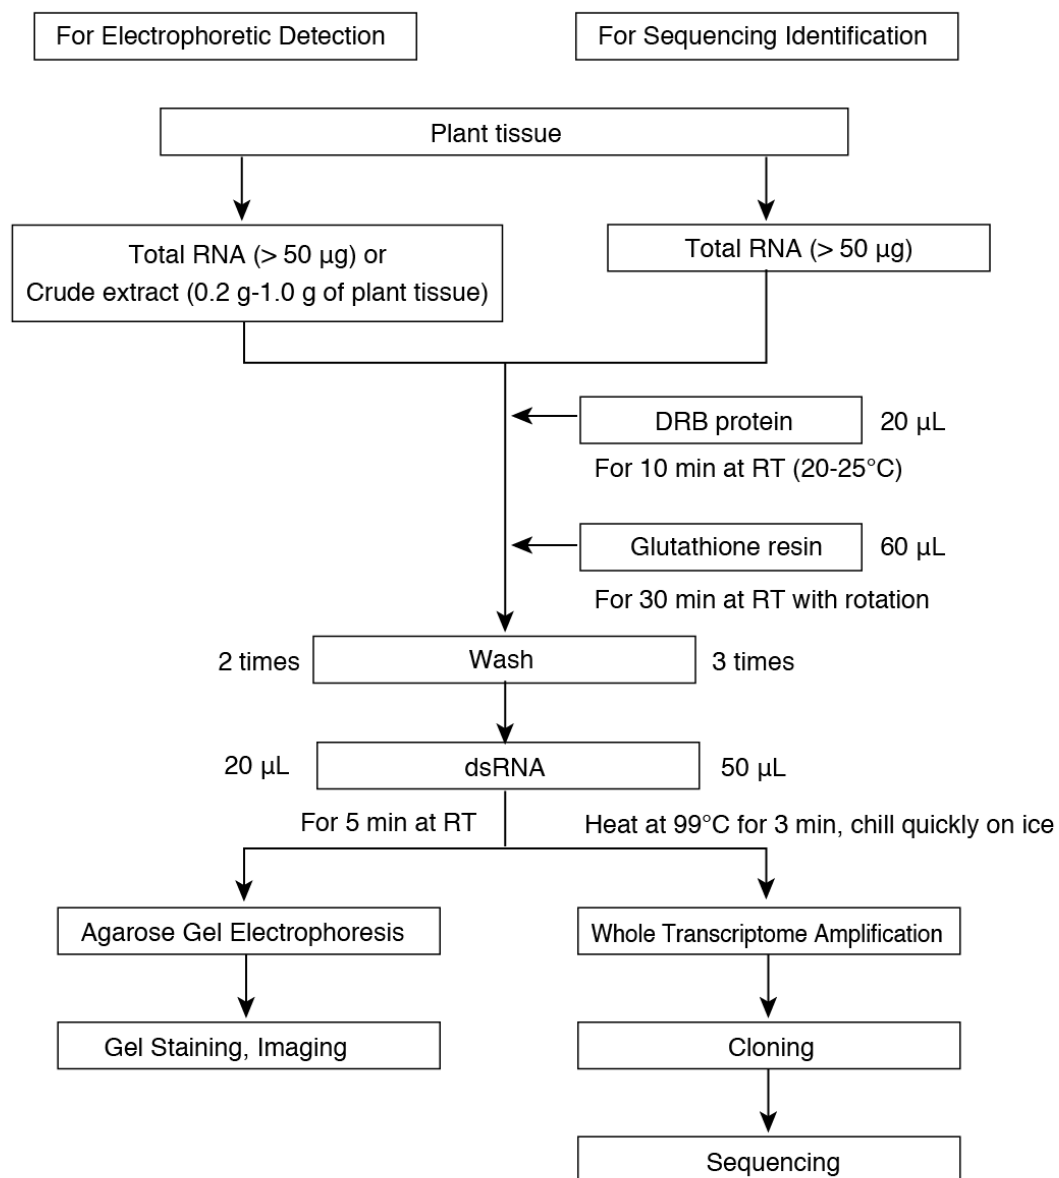 For Electrophoretic Detection
For Sequencing Identification
Plant tissue
Total RNA (> 50 µg) or
Crude extract (0.2 g-1.0 g of plant tissue)
Total RNA (> 50 µg)
DRB protein
20 µL
For 10 min at RT (20-25°C)
Glutathione resin
60 µL
For 30 min at RT with rotation
2 times
Wash
3 times
20 µL
dsRNA
50 µL
For 5 min at RT
Heat at 99°C for 3 min, chill quickly on ice
Agarose Gel Electrophoresis
Whole Transcriptome Amplification
Gel Staining, Imaging
Cloning
Sequencing